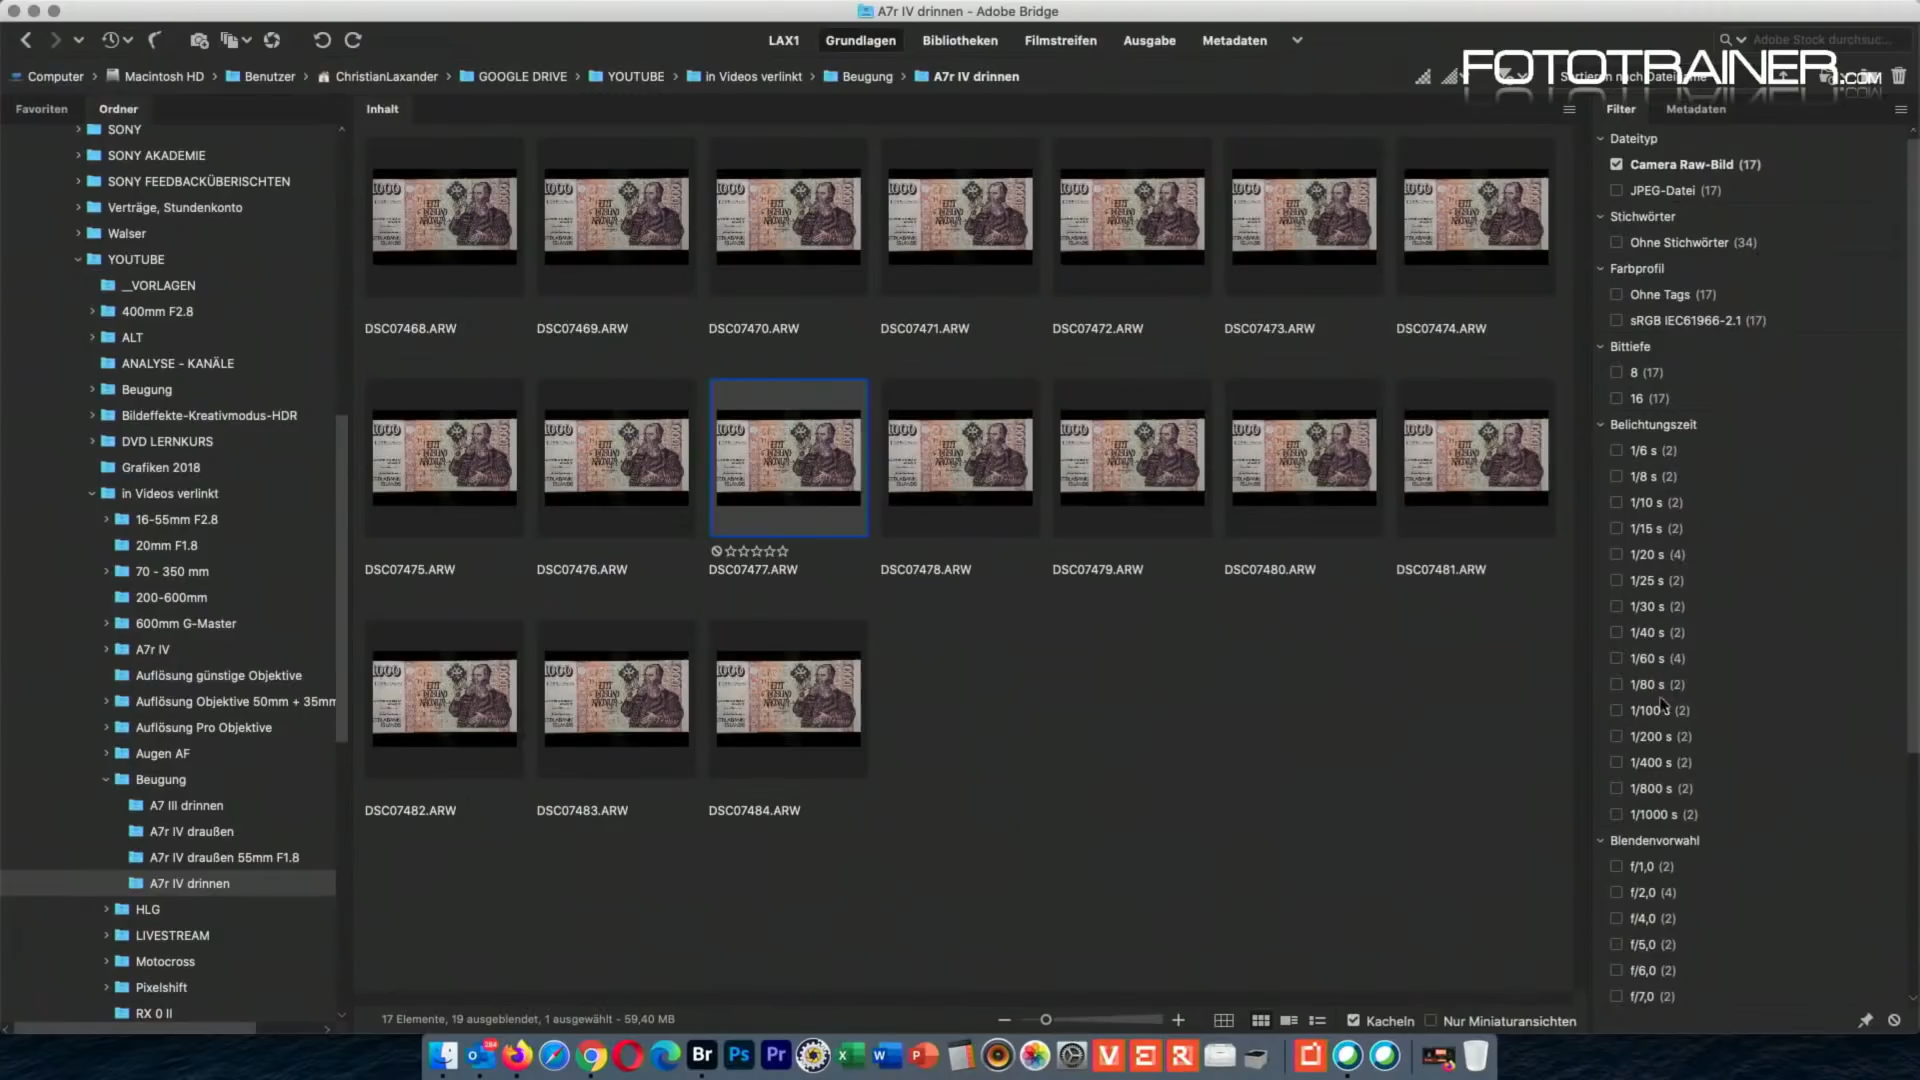 A7r IV drinnen - Adobe Bridge
LAX1 Grundlagen Bibliotheken Filmstreifen Ausgabe Metadaten
Adobe Stock durchsuc...
Computer Macintosh HD Benutzer ChristianLaxander GOOGLE DRIVE YOUTUBE in Videos verlinkt Beugung A7r IV drinnen
Sortieren nach Dateiname
FOTOTRAINER.COM
Favoriten Ordner
Inhalt
Filter Metadaten
SONY
SONY AKADEMIE
SONY FEEDBACKÜBERISCHTEN
Verträge, Stundenkonto
Walser
YOUTUBE
__VORLAGEN
400mm F2.8
ALT
ANALYSE - KANÄLE
Beugung
Bildeffekte-Kreativmodus-HDR
DVD LERNKURS
Grafiken 2018
in Videos verlinkt
16-55mm F2.8
20mm F1.8
70 - 350 mm
200-600mm
600mm G-Master
A7r IV
Auflösung günstige Objektive
Auflösung Objektive 50mm + 35mm
Auflösung Pro Objektive
Augen AF
Beugung
A7 III drinnen
A7r IV draußen
A7r IV draußen 55mm F1.8
A7r IV drinnen
HLG
LIVESTREAM
Motocross
Pixelshift
RX 0 II
DSC07468.ARW DSC07469.ARW DSC07470.ARW DSC07471.ARW DSC07472.ARW DSC07473.ARW DSC07474.ARW
DSC07475.ARW DSC07476.ARW DSC07477.ARW DSC07478.ARW DSC07479.ARW DSC07480.ARW DSC07481.ARW
DSC07482.ARW DSC07483.ARW DSC07484.ARW
17 Elemente, 19 ausgeblendet, 1 ausgewählt - 59,40 MB
Kacheln Nur Miniaturansichten
Dateityp
Camera Raw-Bild (17)
JPEG-Datei (17)
Stichwörter
Ohne Stichwörter (34)
Farbprofil
Ohne Tags (17)
sRGB IEC61966-2.1 (17)
Bittiefe
8 (17)
16 (17)
Belichtungszeit
1/6 s (2)
1/8 s (2)
1/10 s (2)
1/15 s (2)
1/20 s (4)
1/25 s (2)
1/30 s (2)
1/40 s (2)
1/60 s (4)
1/80 s (2)
1/100 s (2)
1/200 s (2)
1/400 s (2)
1/800 s (2)
1/1000 s (2)
Blendenvorwahl
f/1,0 (2)
f/2,0 (4)
f/4,0 (2)
f/5,0 (2)
f/6,0 (2)
f/7,0 (2)
284
Br Ps Pr X W P V E R